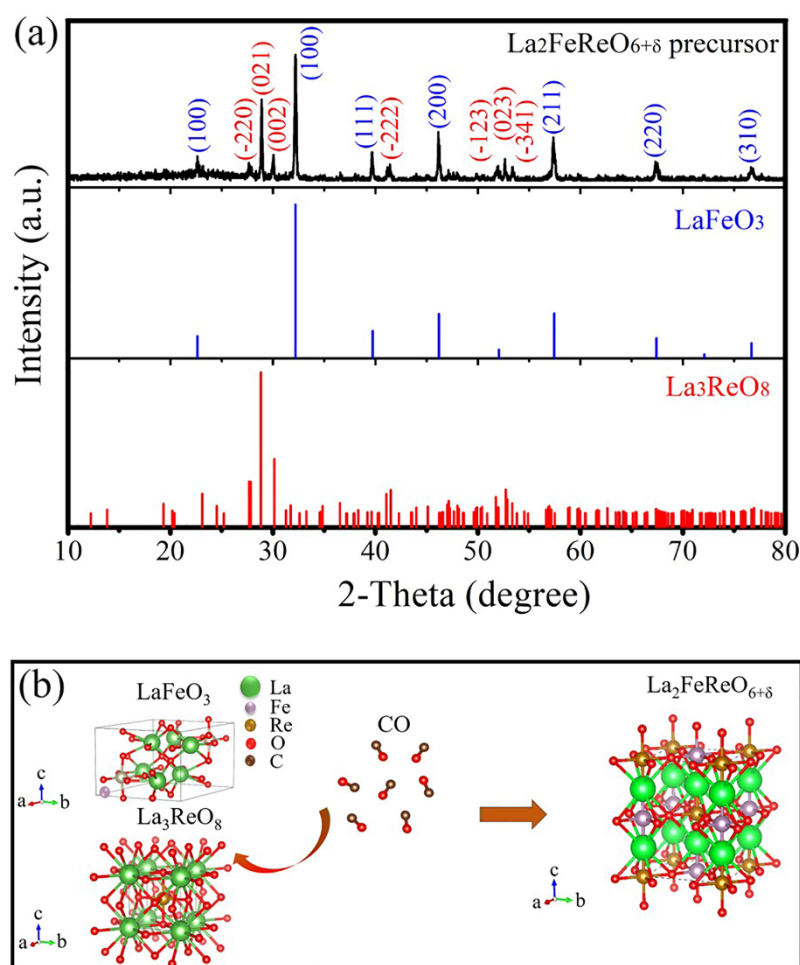 (a)
La₂FeReO₆₊δ precursor
(100)
(-220)
(021)
(002)
(100)
(111)
(-222)
(200)
(-123)
(023)
(-341)
(211)
(220)
(310)
LaFeO₃
La₃ReO₈
Intensity (a.u.)
10 20 30 40 50 60 70 80
2-Theta (degree)
(b)
LaFeO₃
La
Fe
Re
O
C
CO
La₂FeReO₆₊δ
c
a b
La₃ReO₈
c
a b
c
a b